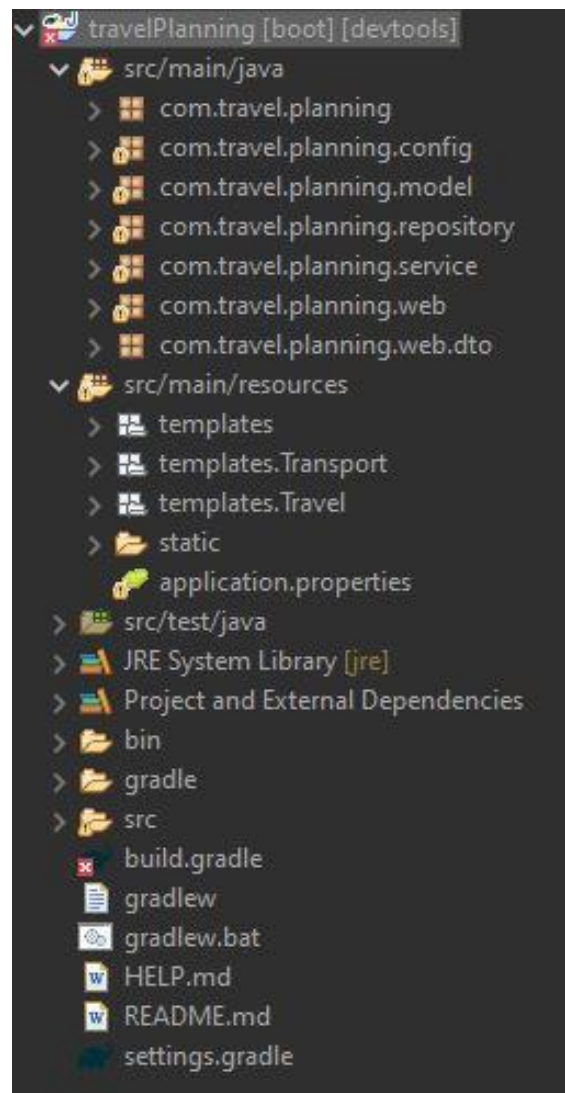 travelPlanning [boot] [devtools]
src/main/java
com.travel.planning
com.travel.planning.config
com.travel.planning.model
com.travel.planning.repository
com.travel.planning.service
com.travel.planning.web
com.travel.planning.web.dto
src/main/resources
templates
templates.Transport
templates.Travel
static
application.properties
src/test/java
JRE System Library [jre]
Project and External Dependencies
bin
gradle
src
build.gradle
gradlew
gradlew.bat
HELP.md
README.md
settings.gradle